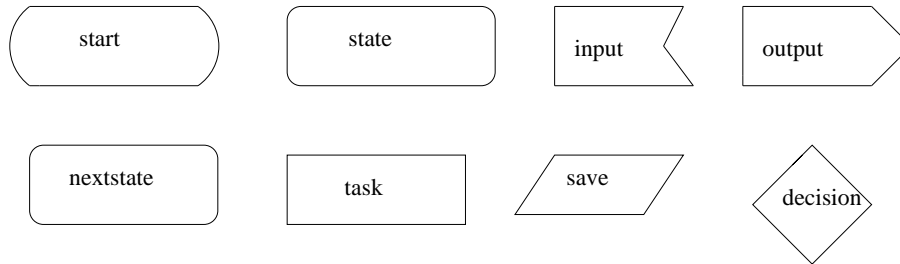 start
state
input
output
nextstate
task
save
decision